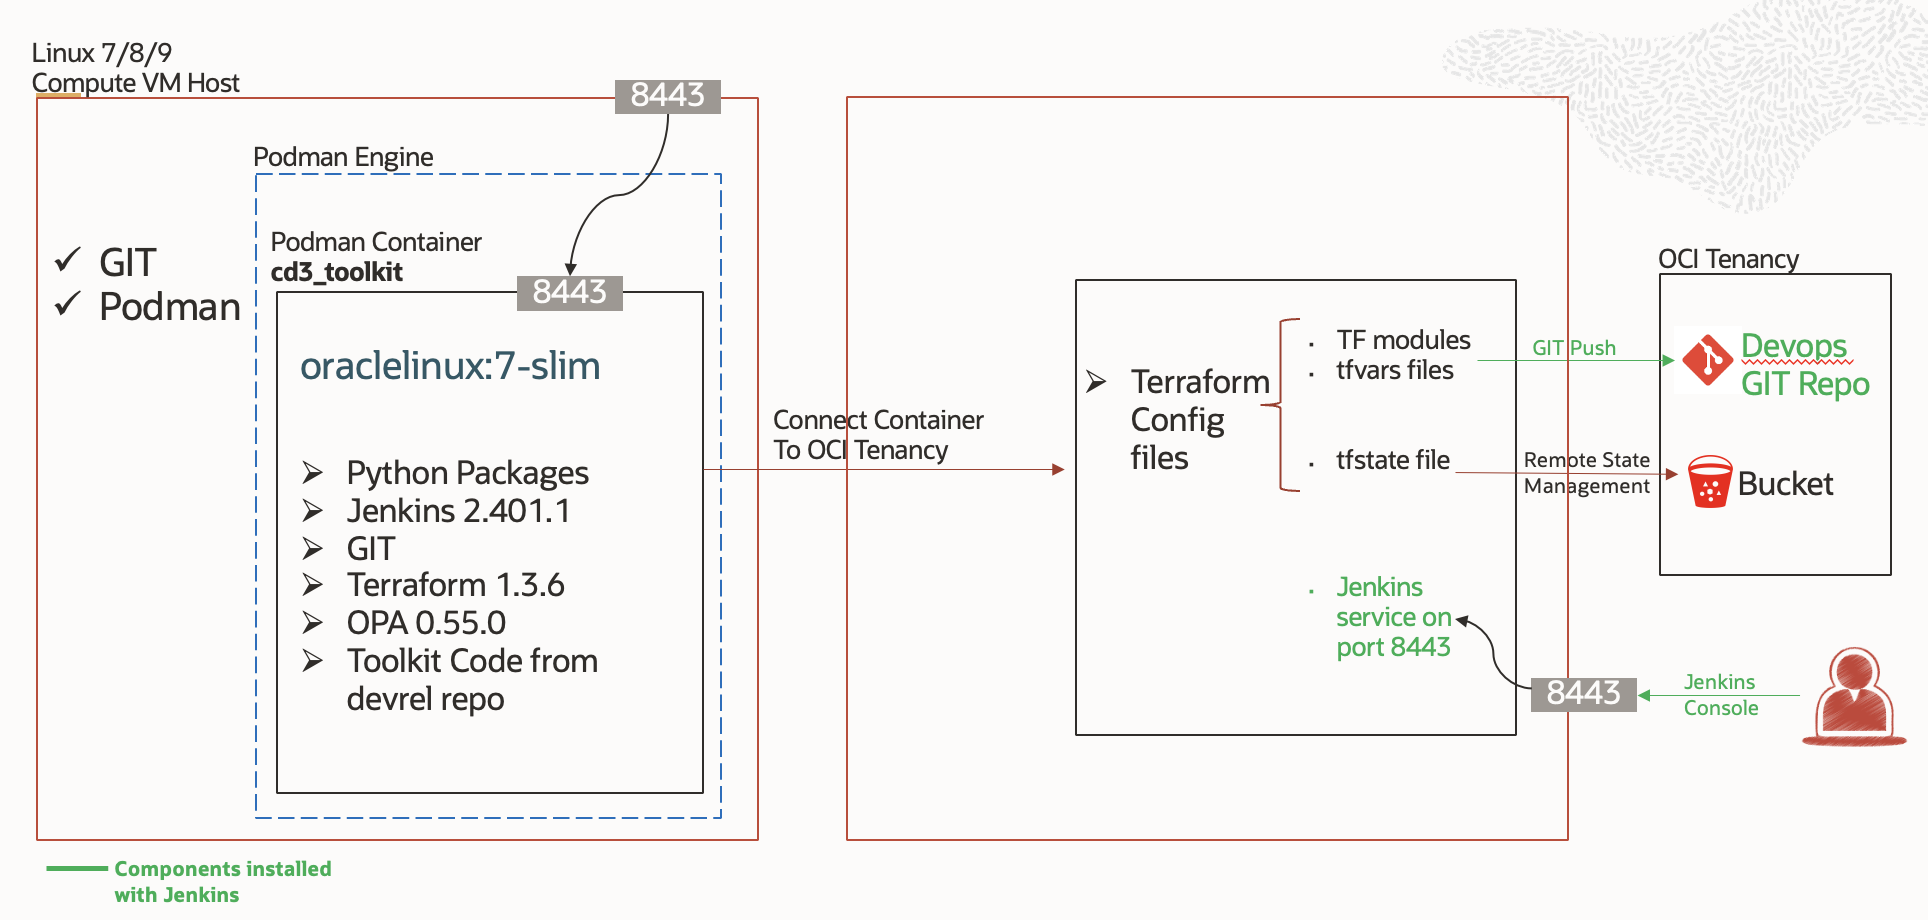 Linux 7/8/9
Compute VM Host
8443
Podman Engine
GIT
Podman
Podman Container
cd3_toolkit
8443
oraclelinux:7-slim
Python Packages
Jenkins 2.401.1
GIT
Terraform 1.3.6
OPA 0.55.0
Toolkit Code from
devrel repo
Connect Container
To OCI Tenancy
Terraform
Config
files
TF modules
tfvars files
tfstate file
Jenkins
service on
port 8443
GIT Push
Remote State
Management
OCI Tenancy
Devops
GIT Repo
Bucket
8443
Jenkins
Console
Components installed
with Jenkins